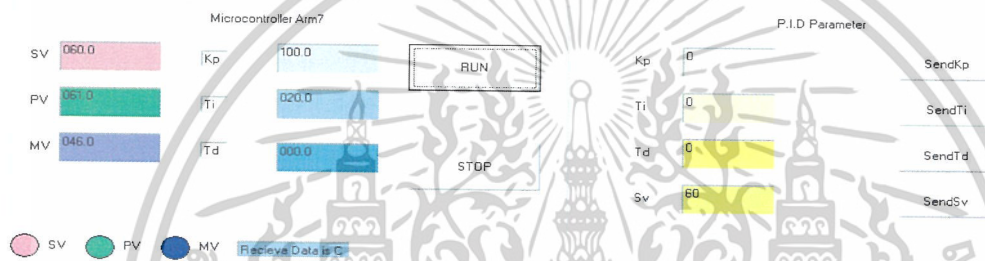 Microcontroller Arm7
P.I.D Parameter
SV 060.0 Kp 100.0 RUN Kp 0 SendKp
PV 061.0 Ti 020.0 Ti 0 SendTi
MV 046.0 Td 000.0 STOP Td 0 SendTd
Sv 60 SendSv
SV PV MV Recieve Data is C